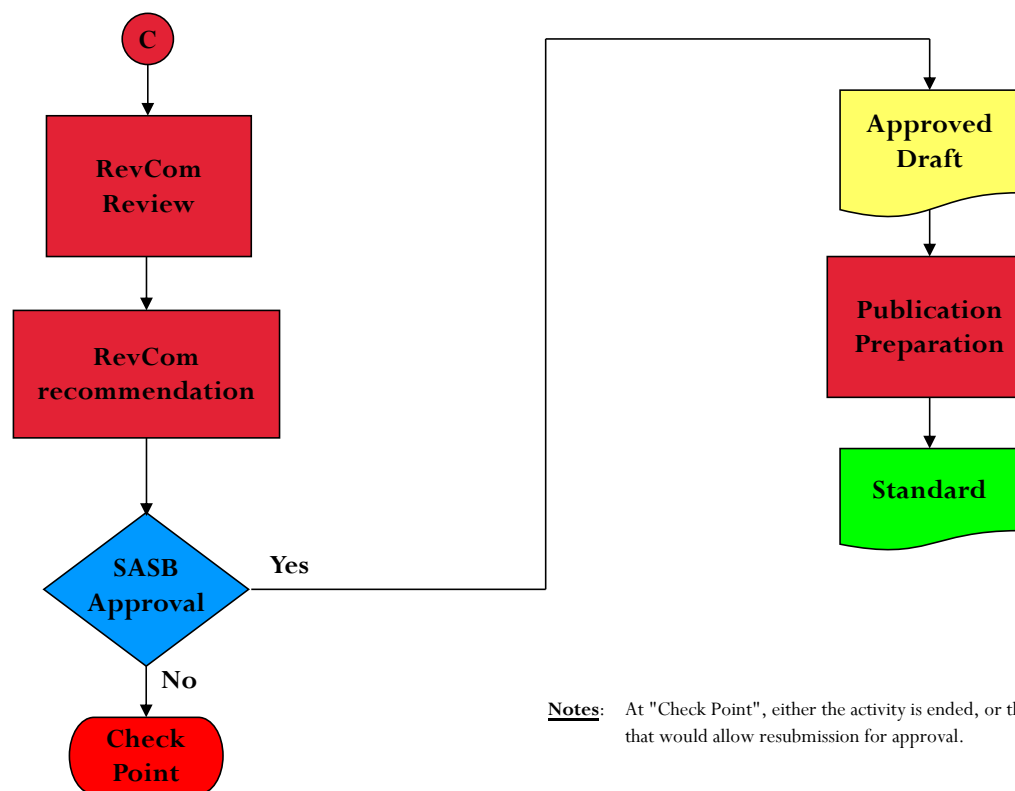 C
RevCom
Review
RevCom
recommendation
SASB
Approval
Yes
No
Check
Point
Approved
Draft
Publication
Preparation
Standard
Notes: At "Check Point", either the activity is ended, or
that would allow resubmission for approval.